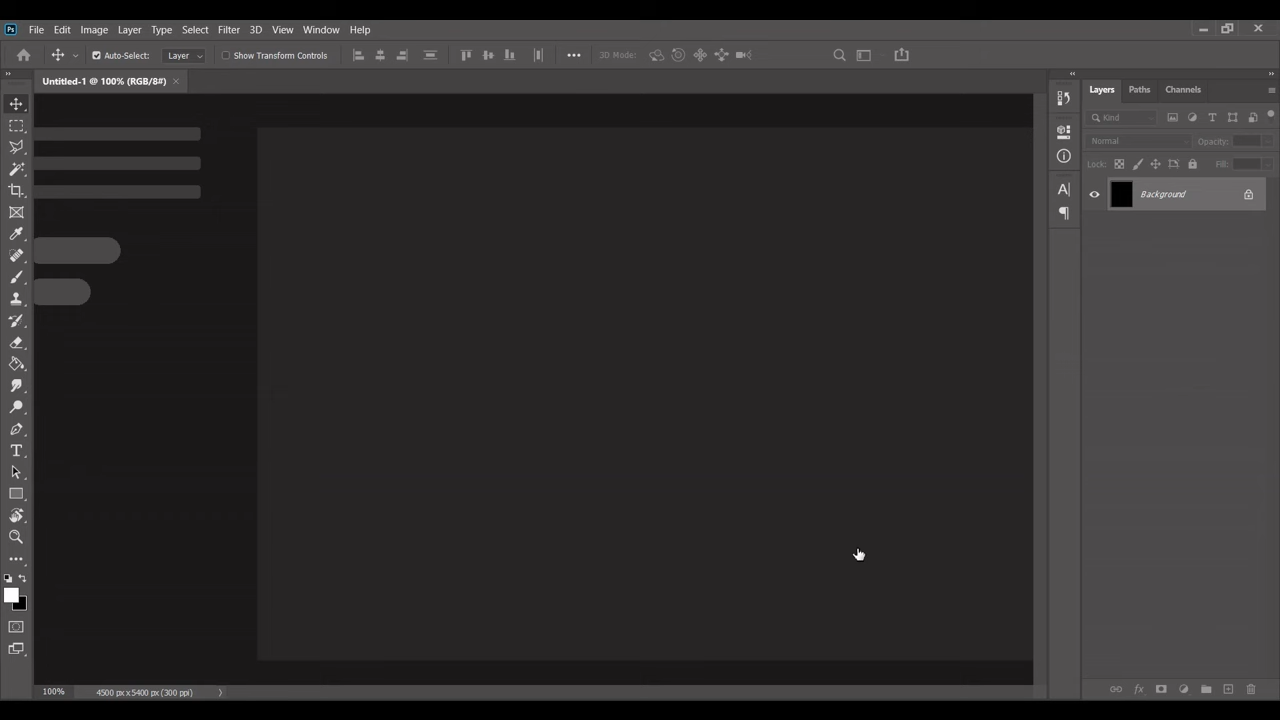 Ps File Edit Image Layer Type Select Filter 3D View Window Help
Auto-Select: Layer Show Transform Controls 3D Mode:
Untitled-1 @ 100% (RGB/8#)
Layers Paths Channels
Kind
Normal Opacity:
Lock: Fill:
Background
100% 4500 px x 5400 px (300 ppi)